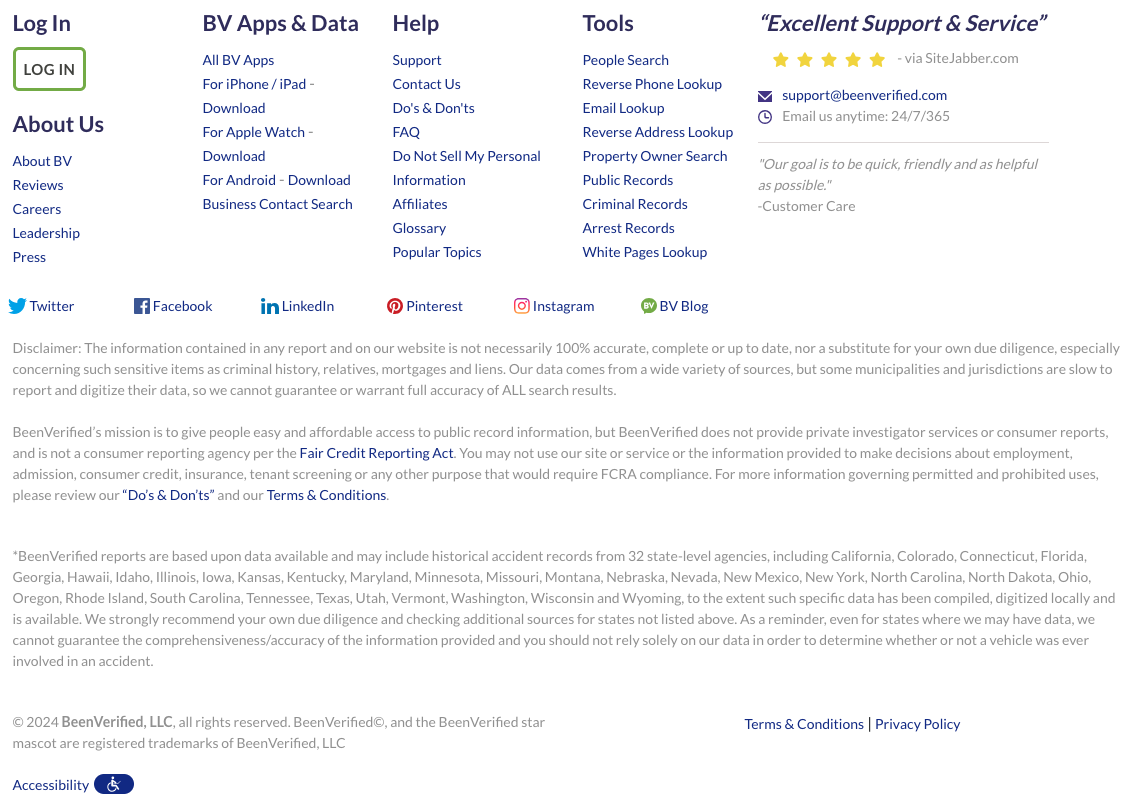 Log In
LOG IN
About Us
About BV
Reviews
Careers
Leadership
Press
BV Apps & Data
All BV Apps
For iPhone / iPad -
Download
For Apple Watch -
Download
For Android - Download
Business Contact Search
Help
Support
Contact Us
Do's & Don'ts
FAQ
Do Not Sell My Personal
Information
Affiliates
Glossary
Popular Topics
Tools
People Search
Reverse Phone Lookup
Email Lookup
Reverse Address Lookup
Property Owner Search
Public Records
Criminal Records
Arrest Records
White Pages Lookup
“Excellent Support & Service”
- via SiteJabber.com
support@beenverified.com
Email us anytime: 24/7/365
"Our goal is to be quick, friendly and as helpful
as possible."
-Customer Care
Twitter
Facebook
LinkedIn
Pinterest
Instagram
BV BV Blog
Disclaimer: The information contained in any report and on our website is not necessarily 100% accurate, complete or up to date, nor a substitute for your own due diligence, especially
concerning such sensitive items as criminal history, relatives, mortgages and liens. Our data comes from a wide variety of sources, but some municipalities and jurisdictions are slow to
report and digitize their data, so we cannot guarantee or warrant full accuracy of ALL search results.
BeenVerified’s mission is to give people easy and affordable access to public record information, but BeenVerified does not provide private investigator services or consumer reports,
and is not a consumer reporting agency per the Fair Credit Reporting Act. You may not use our site or service or the information provided to make decisions about employment,
admission, consumer credit, insurance, tenant screening or any other purpose that would require FCRA compliance. For more information governing permitted and prohibited uses,
please review our “Do’s & Don’ts” and our Terms & Conditions.
*BeenVerified reports are based upon data available and may include historical accident records from 32 state-level agencies, including California, Colorado, Connecticut, Florida,
Georgia, Hawaii, Idaho, Illinois, Iowa, Kansas, Kentucky, Maryland, Minnesota, Missouri, Montana, Nebraska, Nevada, New Mexico, New York, North Carolina, North Dakota, Ohio,
Oregon, Rhode Island, South Carolina, Tennessee, Texas, Utah, Vermont, Washington, Wisconsin and Wyoming, to the extent such specific data has been compiled, digitized locally and
is available. We strongly recommend your own due diligence and checking additional sources for states not listed above. As a reminder, even for states where we may have data, we
cannot guarantee the comprehensiveness/accuracy of the information provided and you should not rely solely on our data in order to determine whether or not a vehicle was ever
involved in an accident.
© 2024 BeenVerified, LLC, all rights reserved. BeenVerified©, and the BeenVerified star
mascot are registered trademarks of BeenVerified, LLC
Terms & Conditions | Privacy Policy
Accessibility